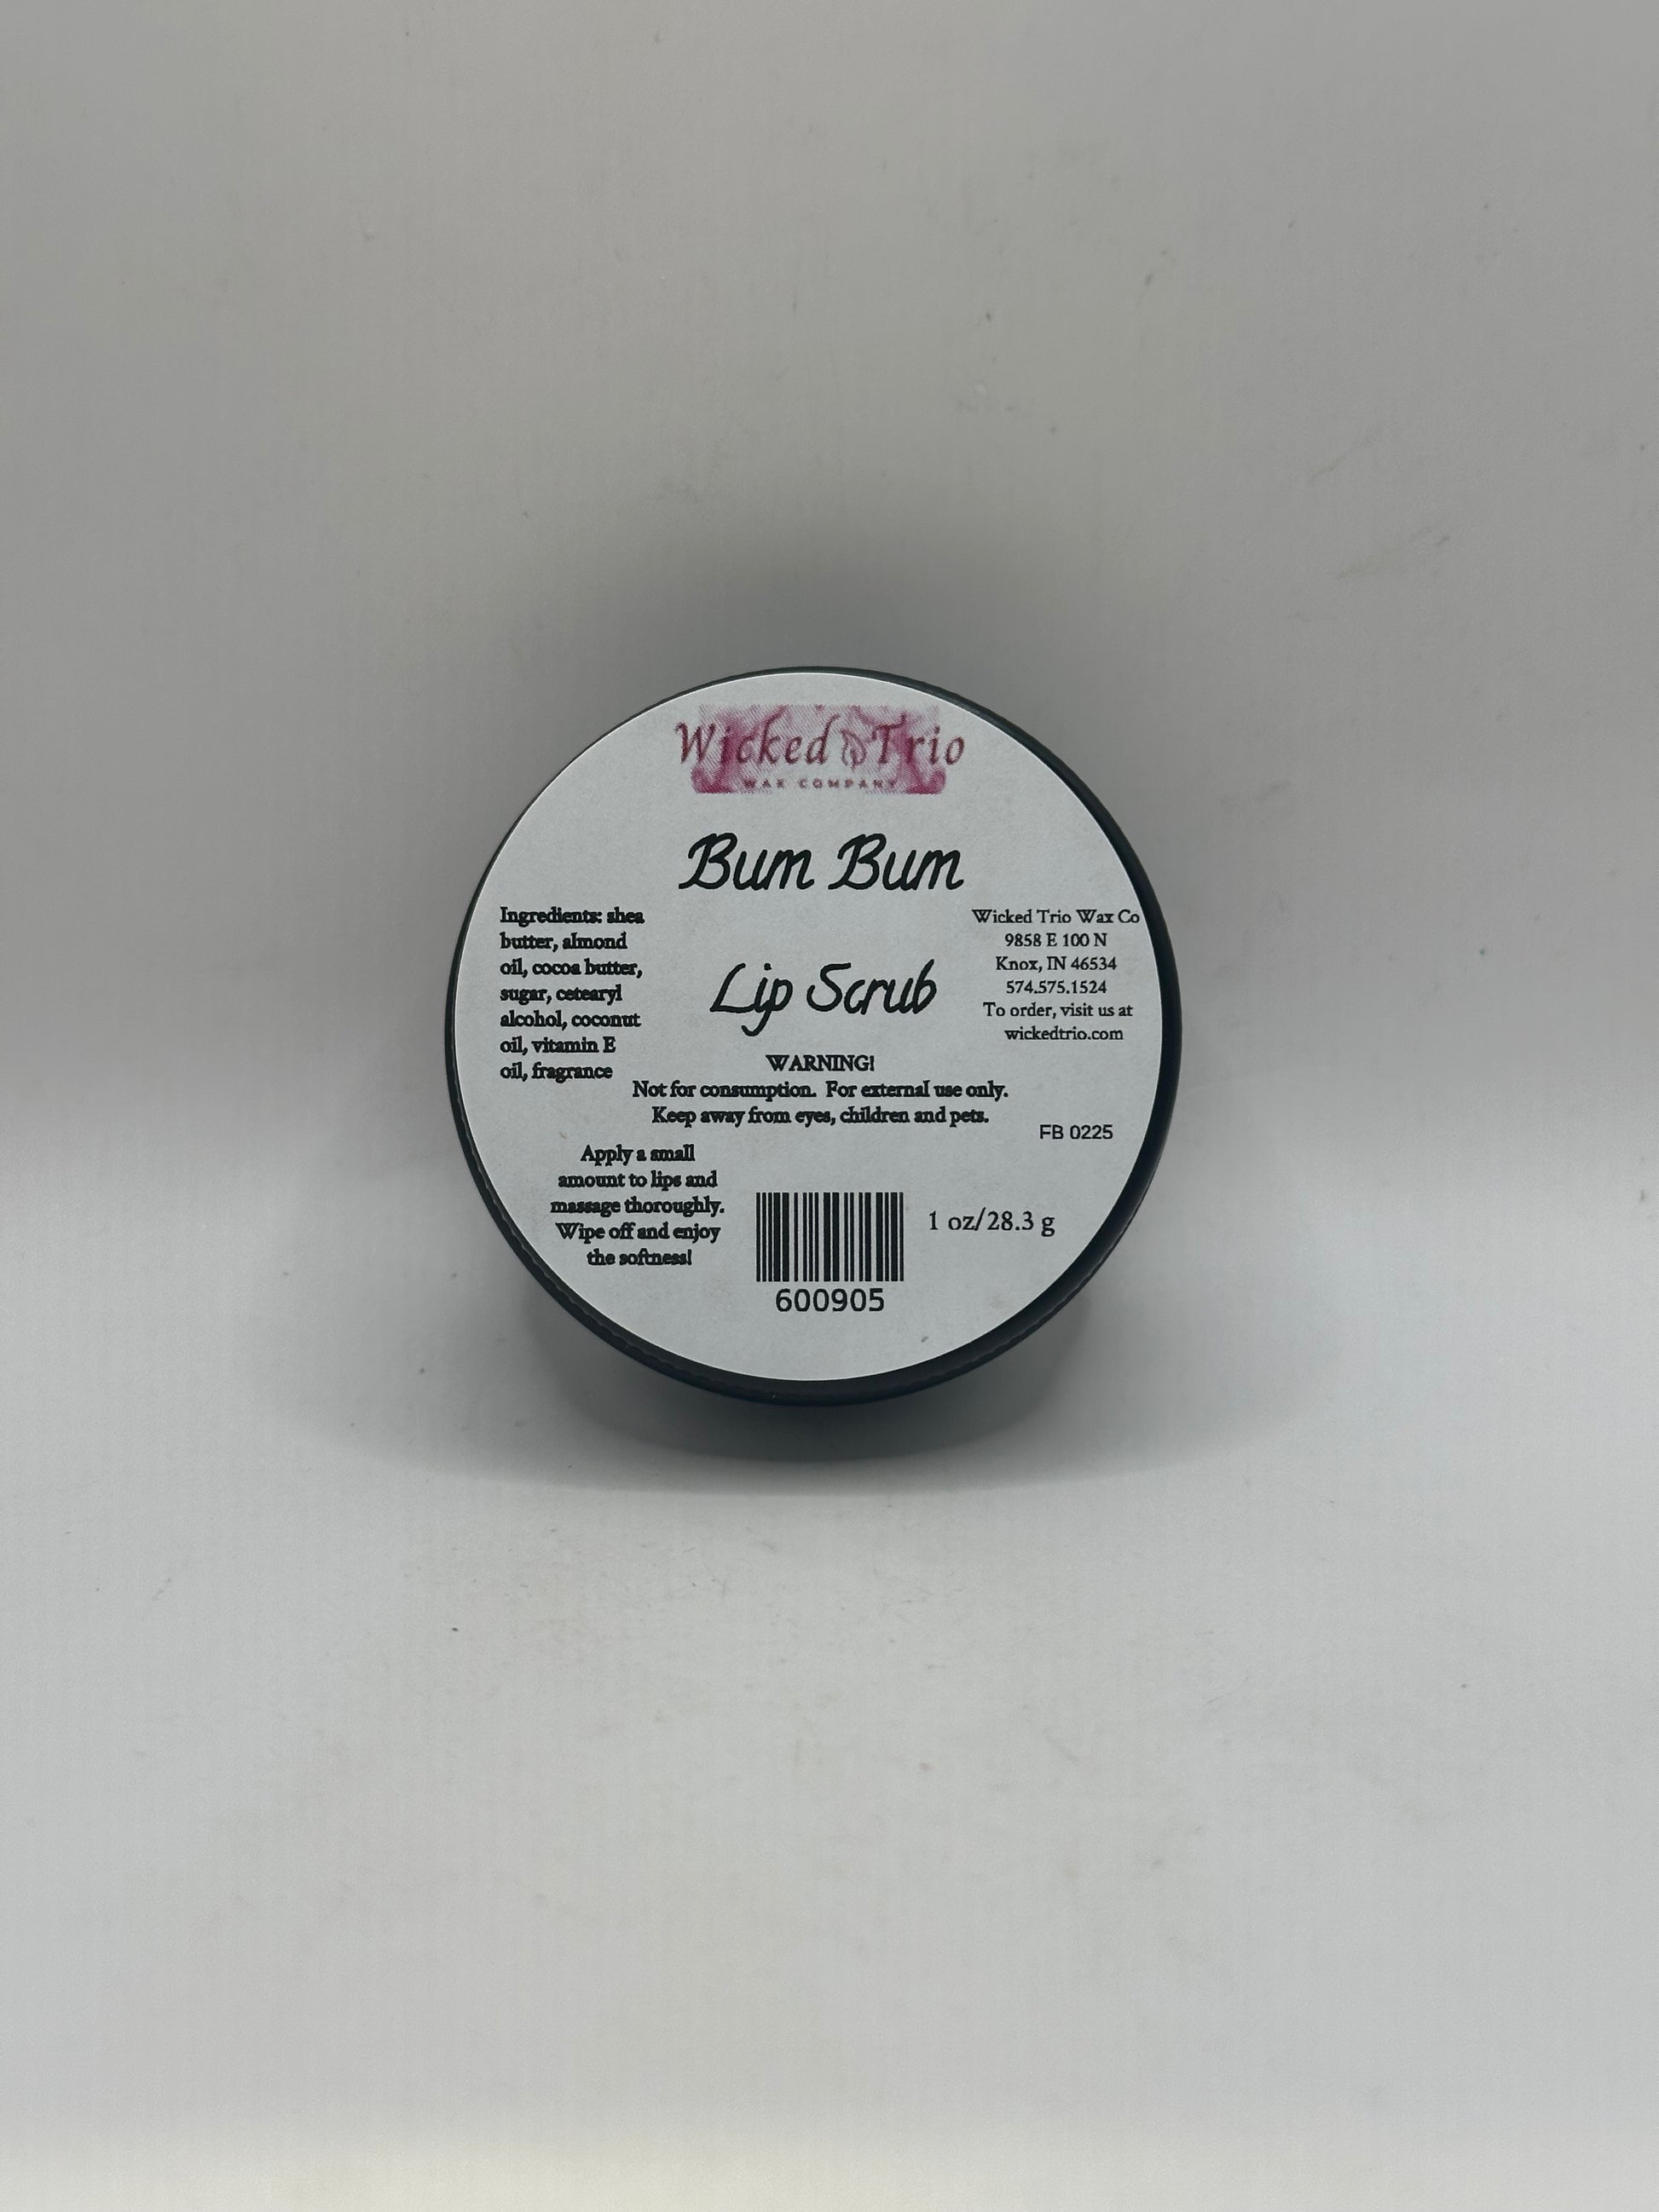 Wicked Trio
WAX COMPANY
Bum Bum
Lip Scrub
Ingredients: shea
butter, almond
oil, cocoa butter,
sugar, cetearyl
alcohol, coconut
oil, vitamin E
oil, fragrance
Wicked Trio Wax Co
9858 E 100 N
Knox, IN 46534
574.575.1524
To order, visit us at
wickedtrio.com
WARNING!
Not for consumption. For external use only.
Keep away from eyes, children and pets.
FB 0225
Apply a small
amount to lips and
massage thoroughly.
Wipe off and enjoy
the softness!
600905
1 oz/28.3 g